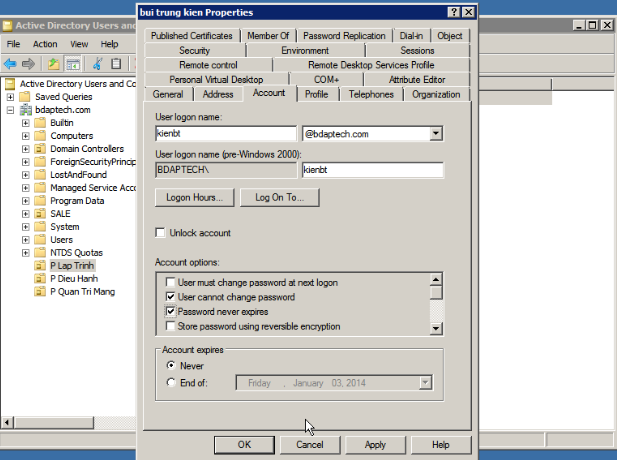 Active Directory Users and
bui trung kien Properties
File Action View Help
Active Directory Users and Co
Saved Queries
bdaptech.com
Builtin
Computers
Domain Controllers
ForeignSecurityPrincip
LostAndFound
Managed Service Acco
Program Data
SALE
System
Users
NTDS Quotas
P Lap Trinh
P Dieu Hanh
P Quan Tri Mang
Published Certificates Member Of Password Replication Dial-in Object
Security Environment Sessions
Remote control Remote Desktop Services Profile
Personal Virtual Desktop COM+ Attribute Editor
General Address Account Profile Telephones Organization
User logon name:
kienbt @bdaptech.com
User logon name (pre-Windows 2000):
BDAPTECH\ kienbt
Logon Hours... Log On To...
Unlock account
Account options:
User must change password at next logon
User cannot change password
Password never expires
Store password using reversible encryption
Account expires
Never
End of: Friday , January 03, 2014
OK Cancel Apply Help